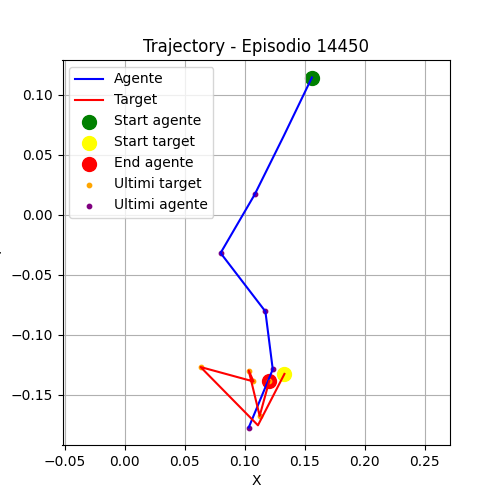 Trajectory - Episodio 14450
Agente
Target
Start agente
Start target
End agente
Ultimi target
Ultimi agente
0.10
0.05
0.00
−0.05
−0.10
−0.15
−0.05
0.00
0.05
0.10
0.15
0.20
0.25
X